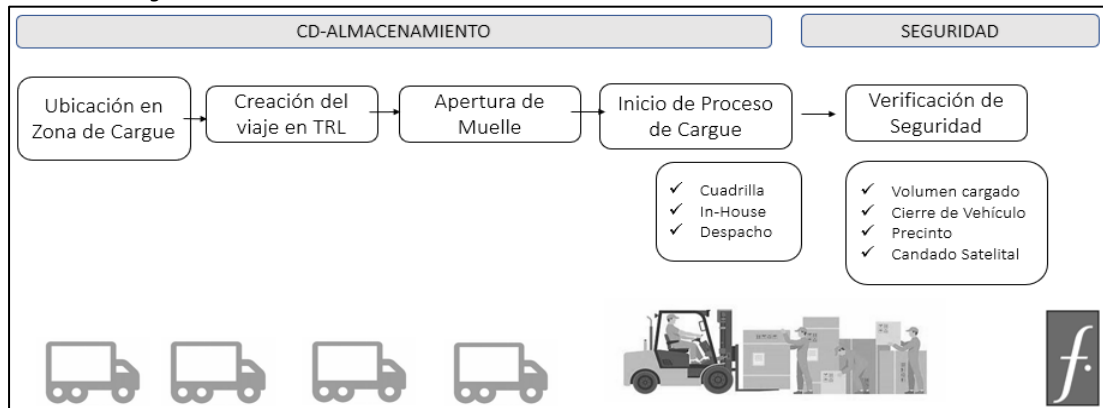 CD-ALMACENAMIENTO
SEGURIDAD
Ubicación en
Zona de Cargue
Creación del
viaje en TRL
Apertura de
Muelle
Inicio de Proceso
de Cargue
Verificación de
Seguridad
✓ Cuadrilla
✓ In-House
✓ Despacho
✓ Volumen cargado
✓ Cierre de Vehículo
✓ Precinto
✓ Candado Satelital
f.